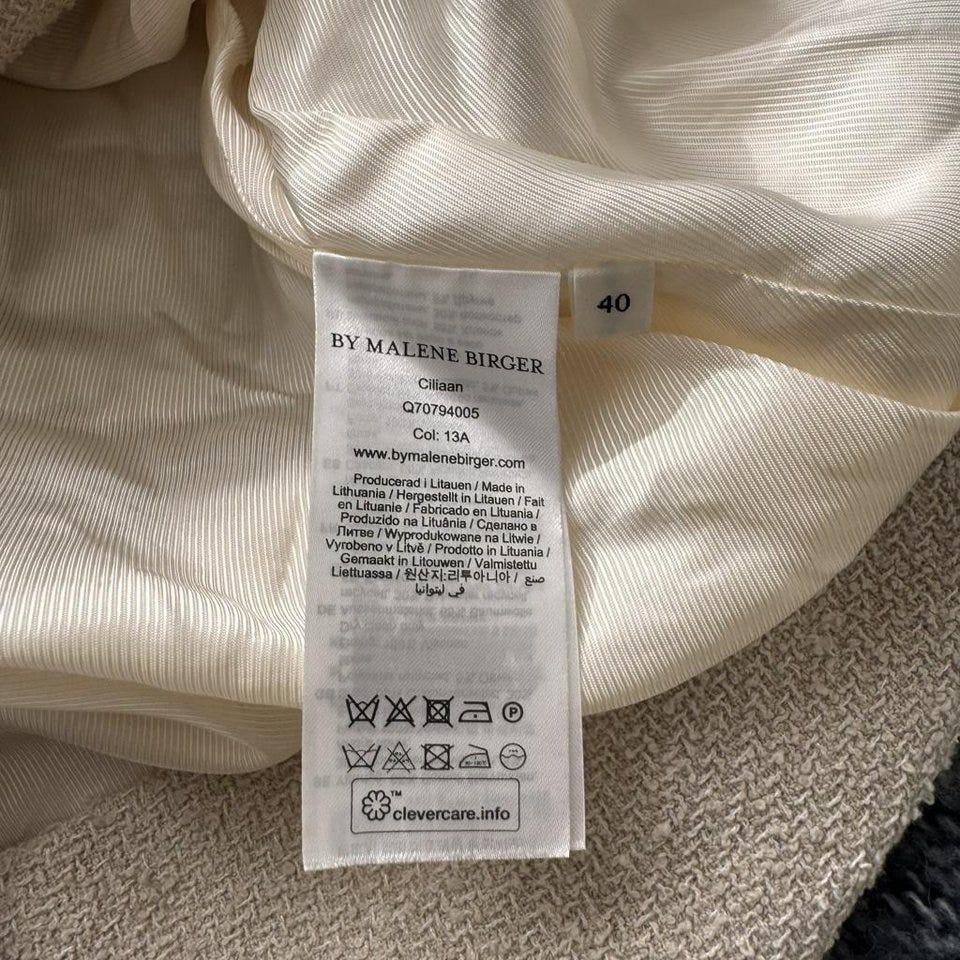 40
BY MALENE BIRGER
Ciliaan
Q70794005
Col: 13A
www.bymalenebirger.com
Producerad i Litauen / Made in
Lithuania / Hergestellt in Litauen / Fait
en Lituanie / Fabricado en Lituania /
Produzido na Lituânia / Сделано в
Литве / Wyprodukowane na Litwie /
Vyrobeno v Litvě / Prodotto in Lituania /
Gemaakt in Litouwen / Valmistettu
Liettuassa / 원산지:리투아니아 / صنع
في ليتوانيا
P
TM
clevercare.info